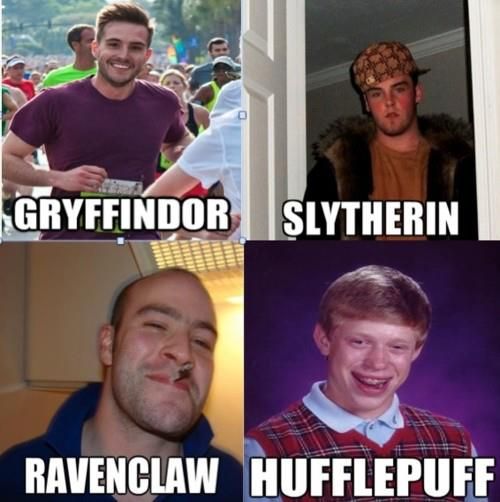 GRYFFINDOR
SLYTHERIN
RAVENCLAW
HUFFLEPUFF